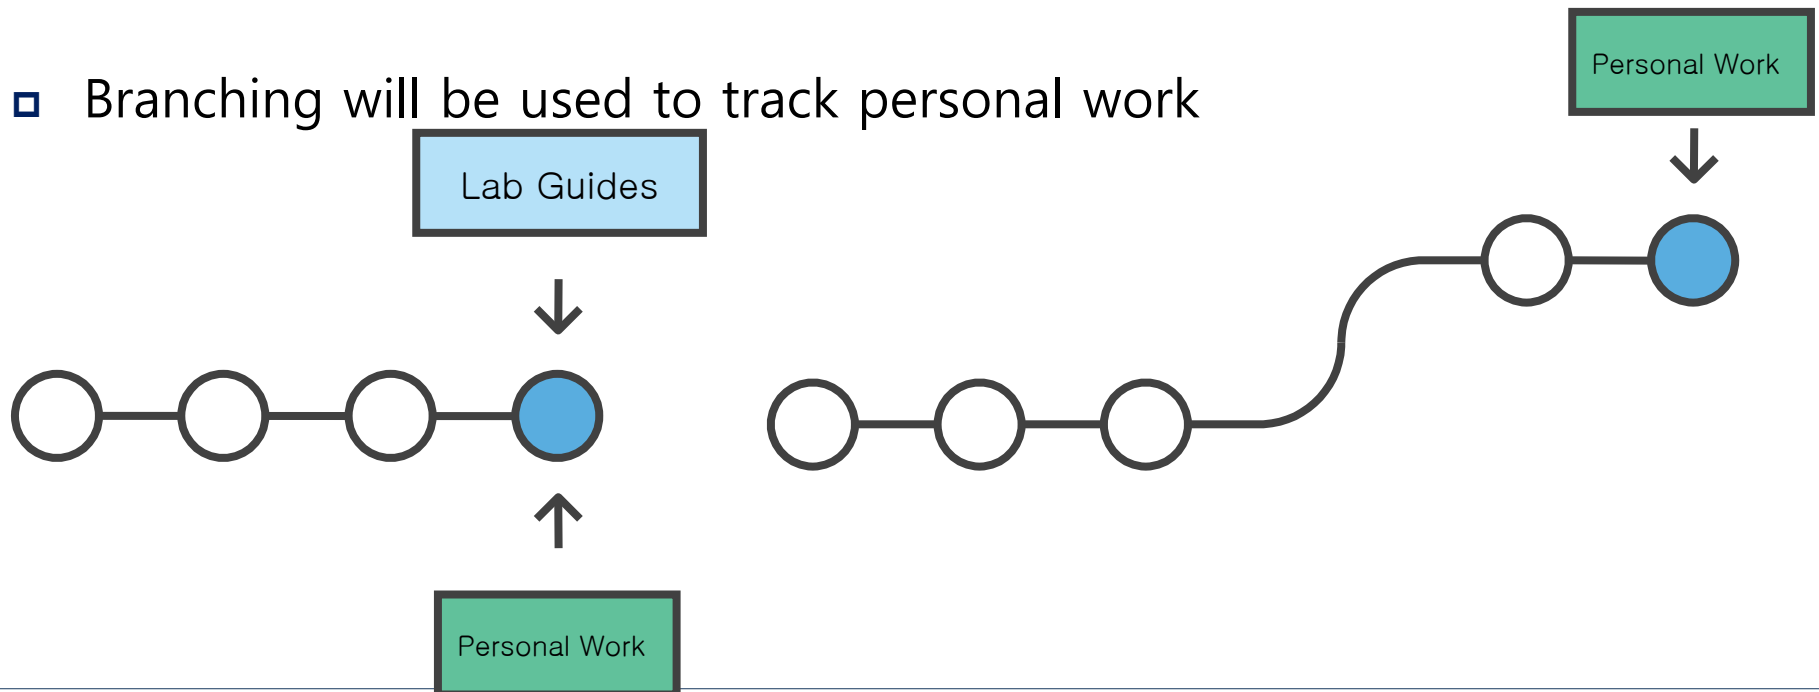 Branching will be used to track personal work
Lab Guides
Personal Work
Personal Work